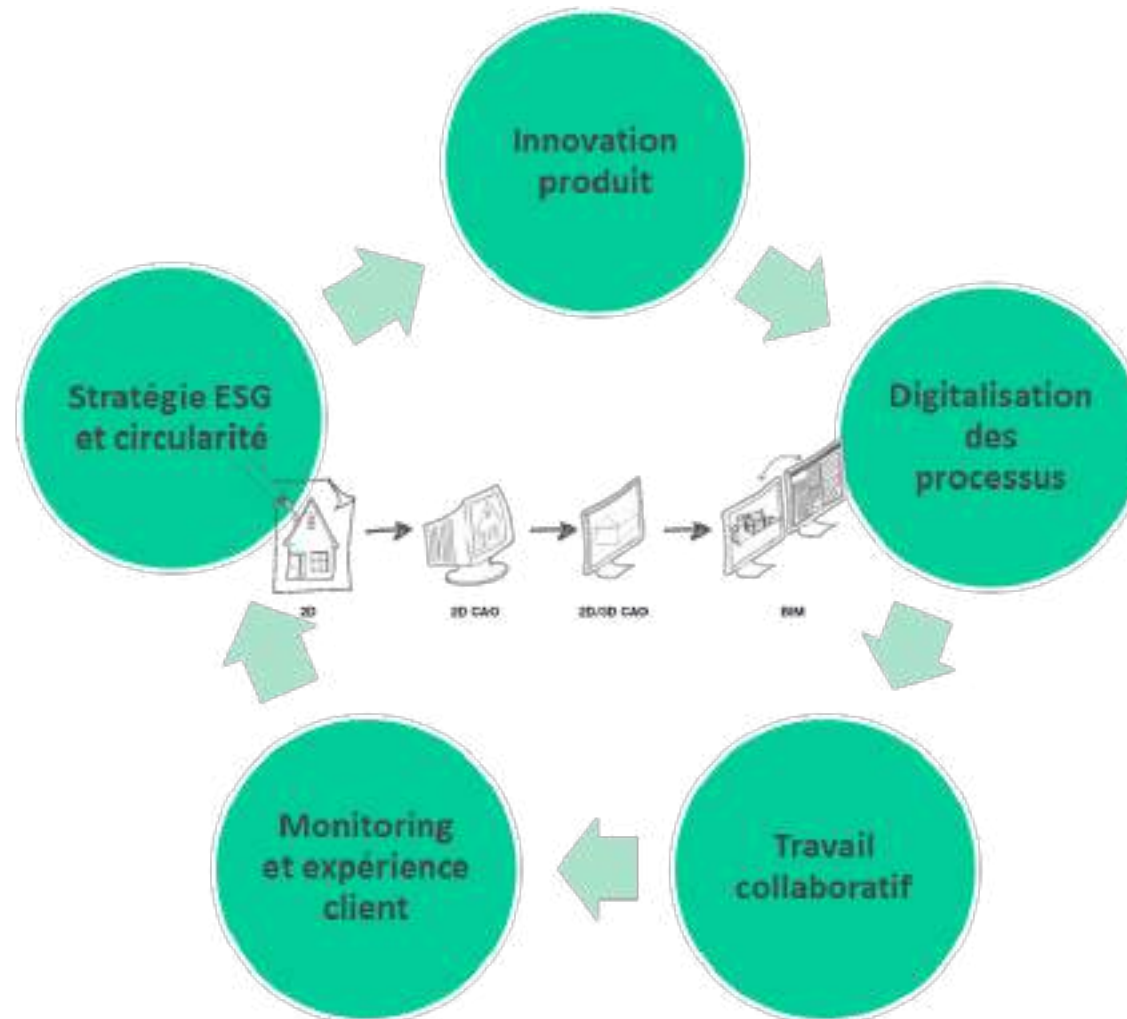 Innovation
produit
Stratégie ESG
et circularité
Digitalisation
des
processus
2D
2D CAO
2D/3D CAO
BIM
Monitoring
et expérience
client
Travail
collaboratif